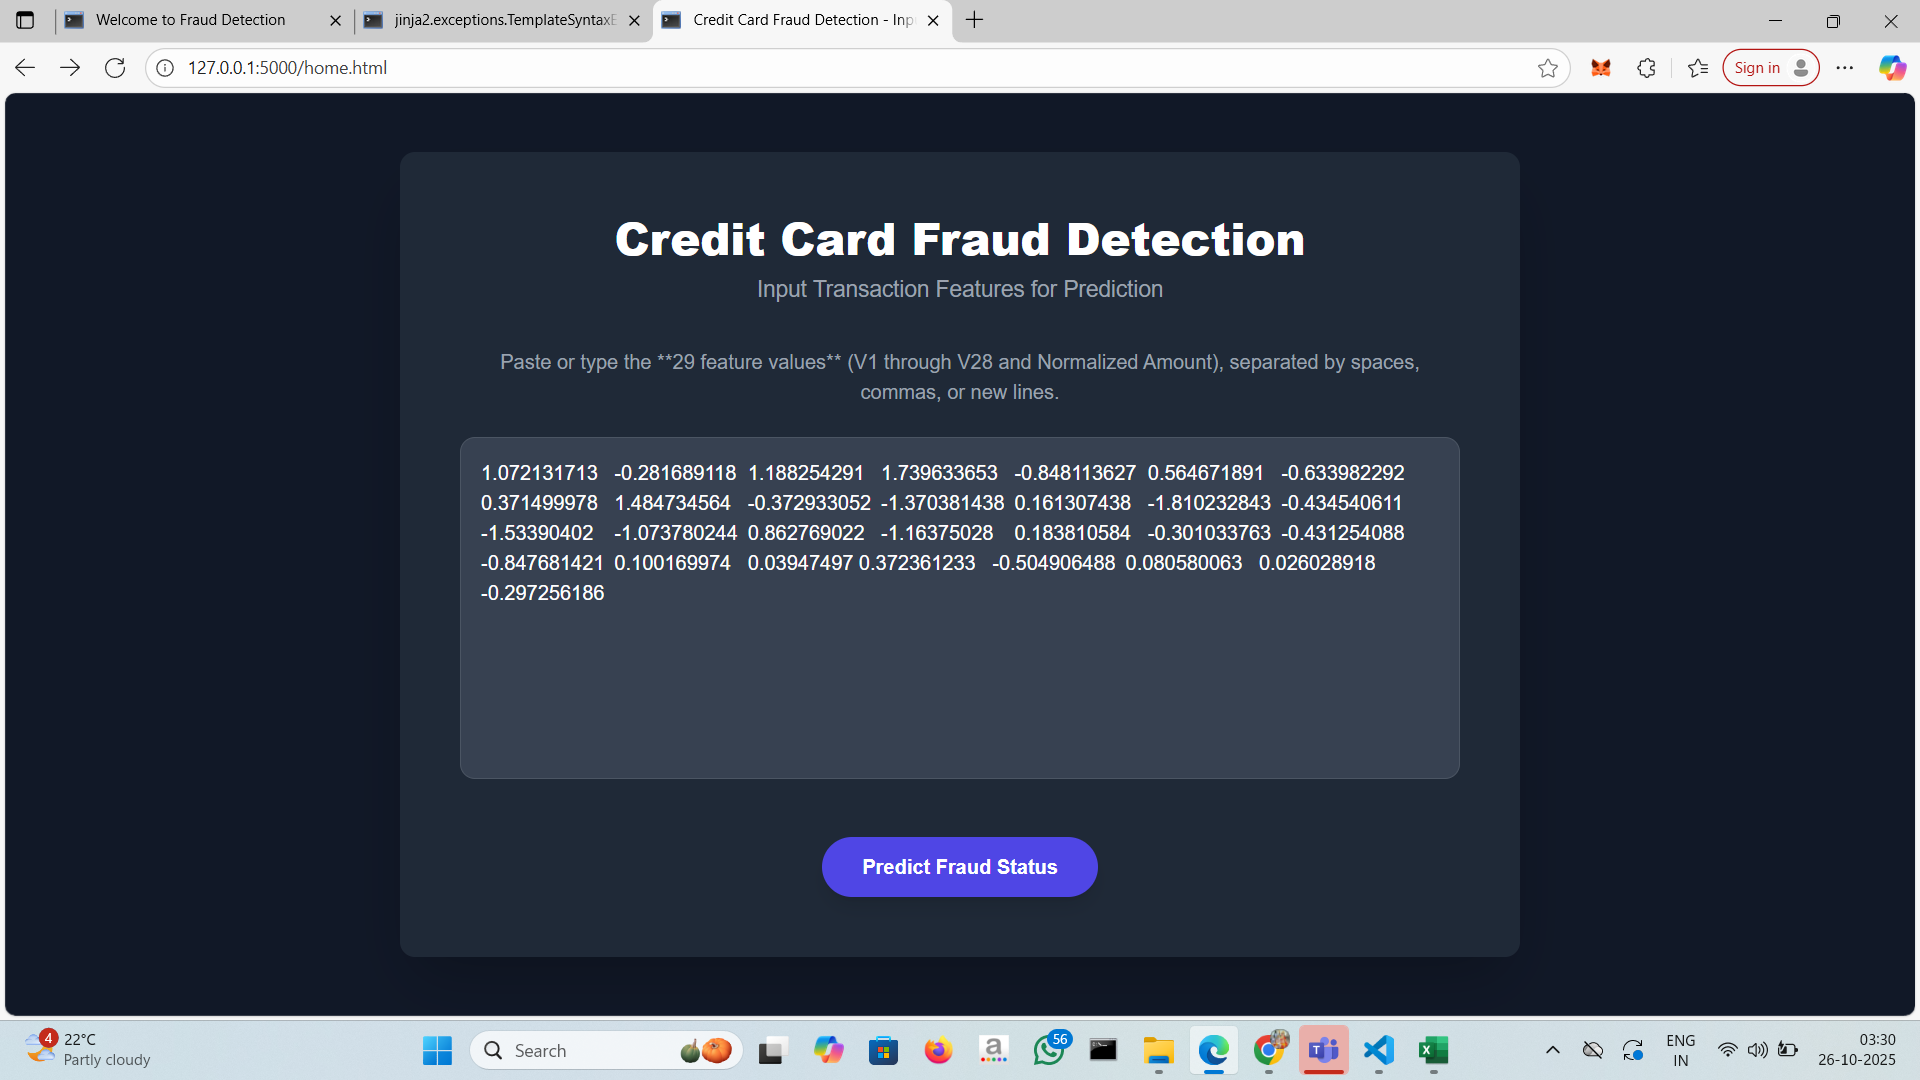 Welcome to Fraud Detection
jinja2.exceptions.TemplateSyntaxE
Credit Card Fraud Detection - Inp
127.0.0.1:5000/home.html
Sign in
Credit Card Fraud Detection
Input Transaction Features for Prediction
Paste or type the **29 feature values** (V1 through V28 and Normalized Amount), separated by spaces,
commas, or new lines.
1.072131713 -0.281689118 1.188254291 1.739633653 -0.848113627 0.564671891 -0.633982292
0.371499978 1.484734564 -0.372933052 -1.370381438 0.161307438 -1.810232843 -0.434540611
-1.53390402 -1.073780244 0.862769022 -1.16375028 0.183810584 -0.301033763 -0.431254088
-0.847681421 0.100169974 0.03947497 0.372361233 -0.504906488 0.080580063 0.026028918
-0.297256186
Predict Fraud Status
4
22°C
Partly cloudy
Search
56
ENG
IN
03:30
26-10-2025